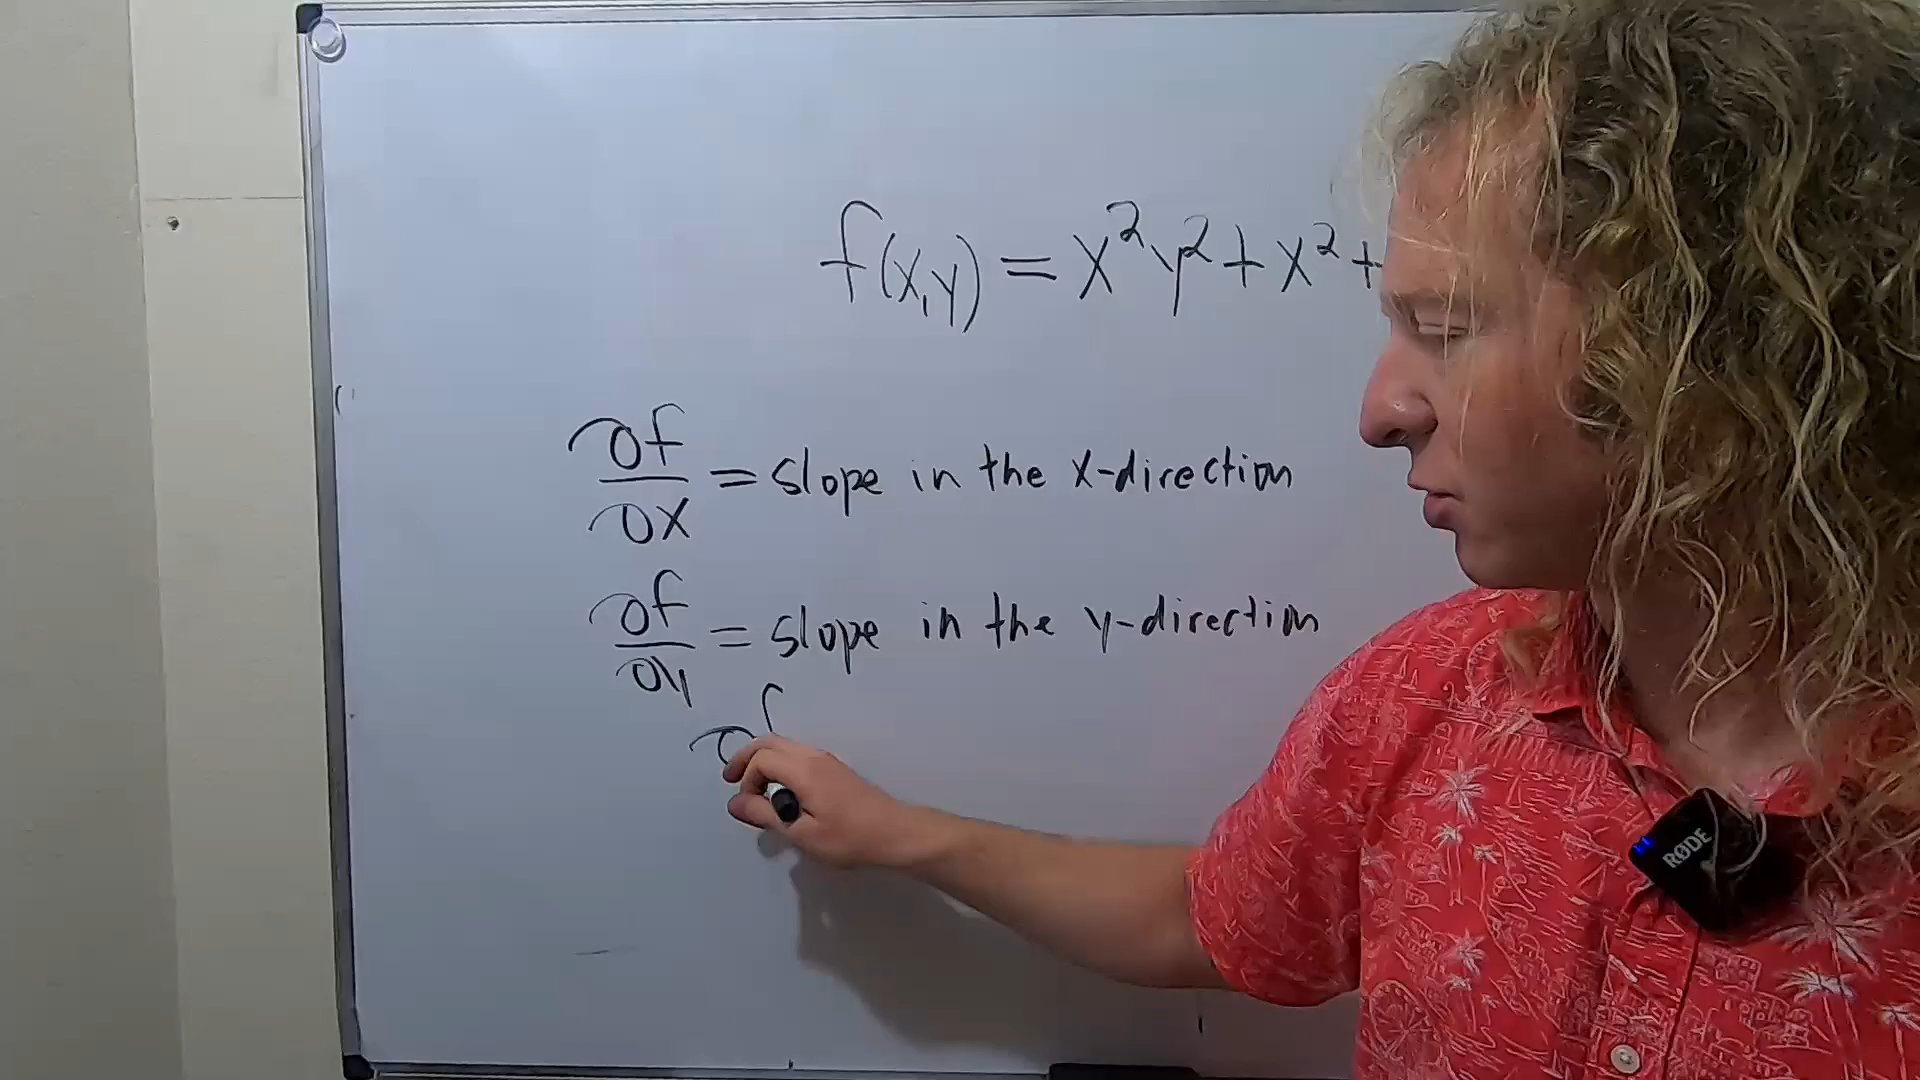 f(x,y) = x²y² + x² +
∂f/∂x = slope in the x-direction
∂f/∂y = slope in the y-direction
∂f
RØDE